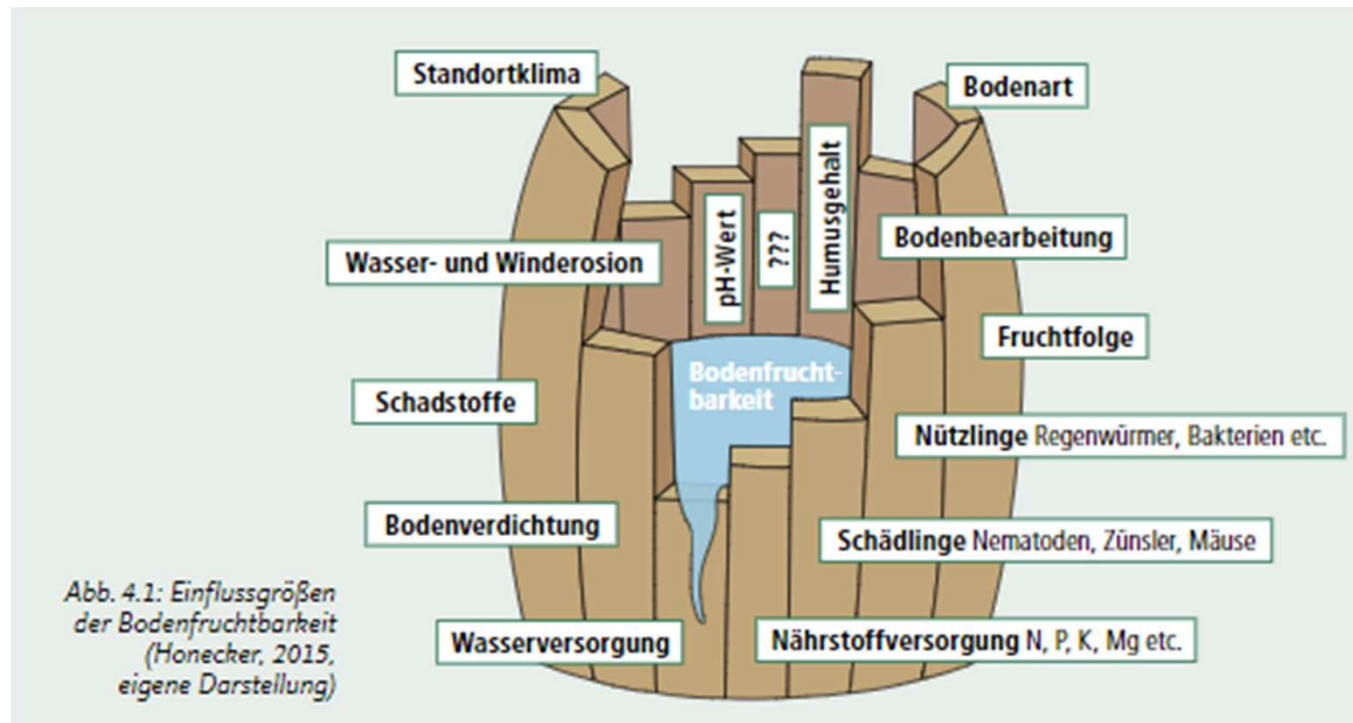 Standortklima
Bodenart
Wasser- und Winderosion
pH-Wert
???
Humusgehalt
Bodenbearbeitung
Fruchtfolge
Bodenfrucht-
barkeit
Schadstoffe
Nützlinge Regenwürmer, Bakterien etc.
Bodenverdichtung
Schädlinge Nematoden, Zünsler, Mäuse
Wasserversorgung
Nährstoffversorgung N, P, K, Mg etc.
Abb. 4.1: Einflussgrößen
der Bodenfruchtbarkeit
(Honecker, 2015,
eigene Darstellung)